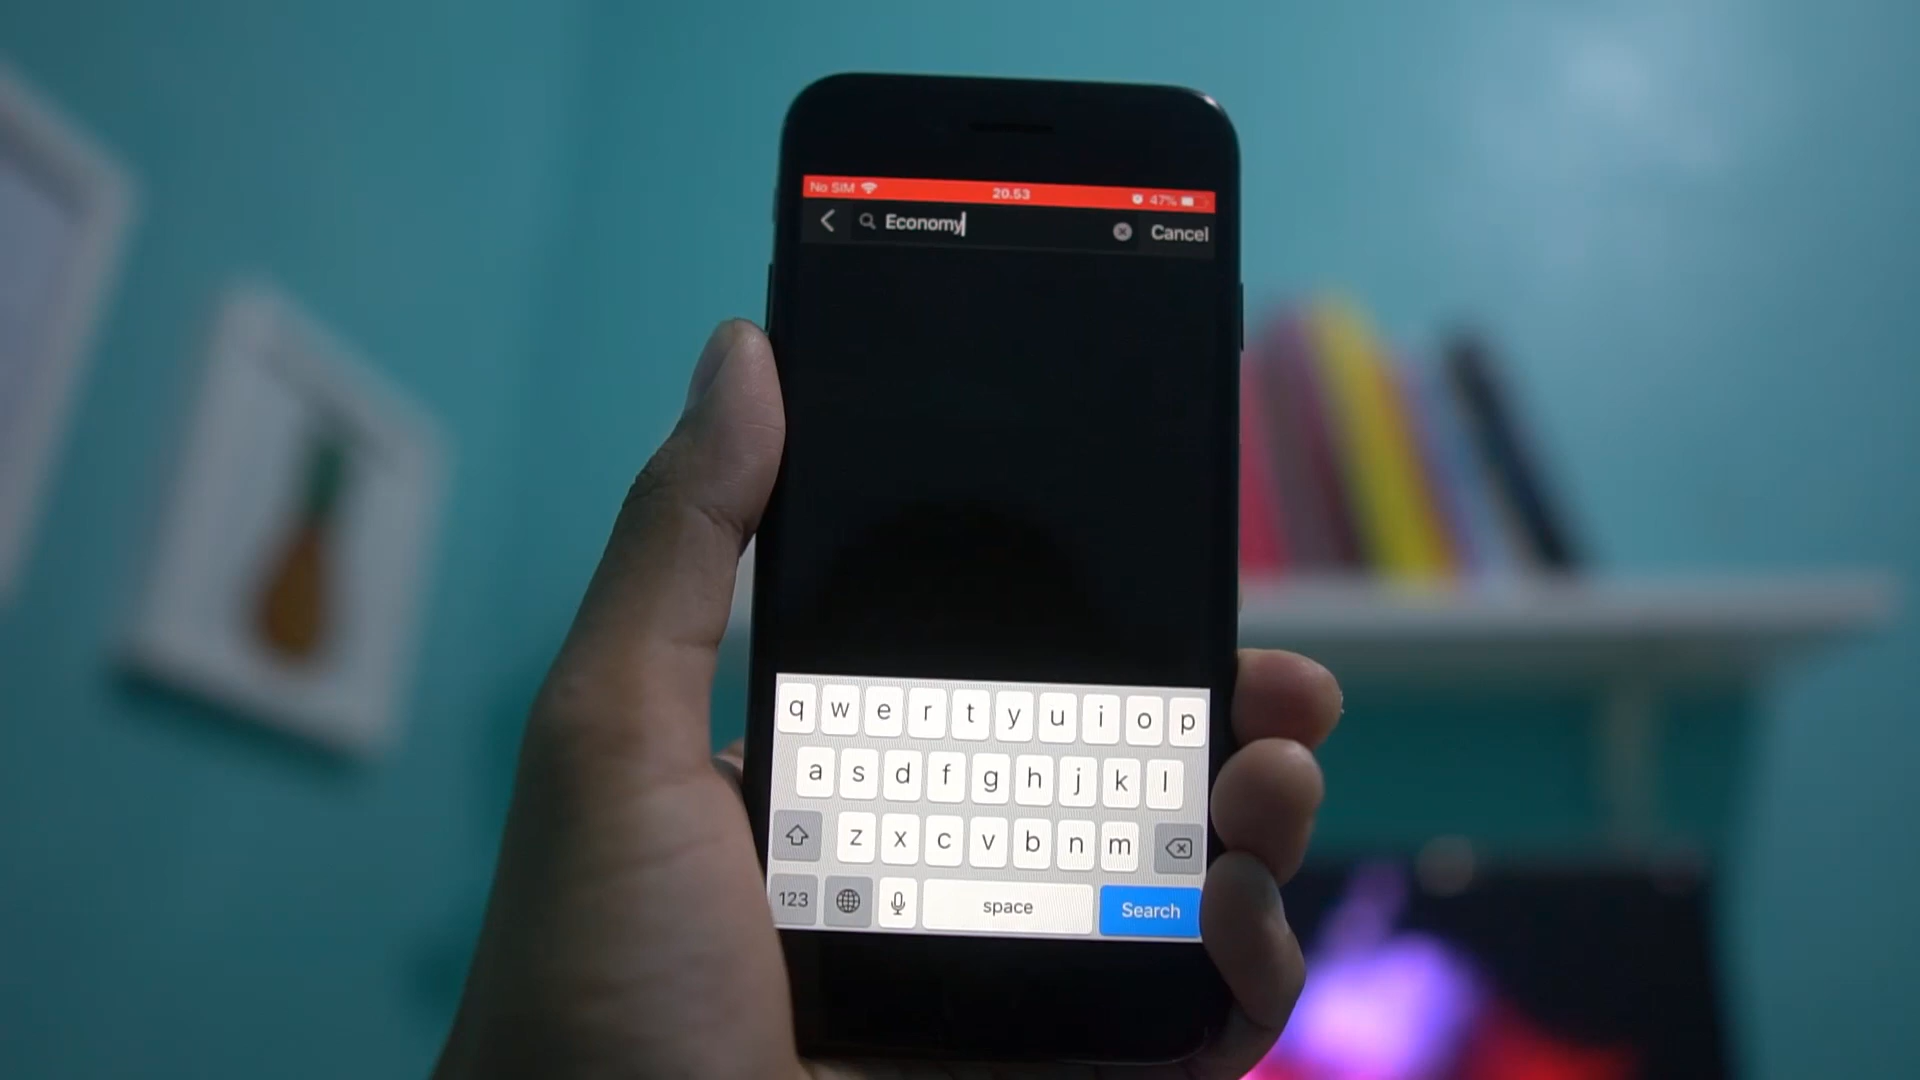 No SIM 20.53 47%
Economy Cancel
q w e r t y u i o p
a s d f g h j k l
z x c v b n m
123 space Search